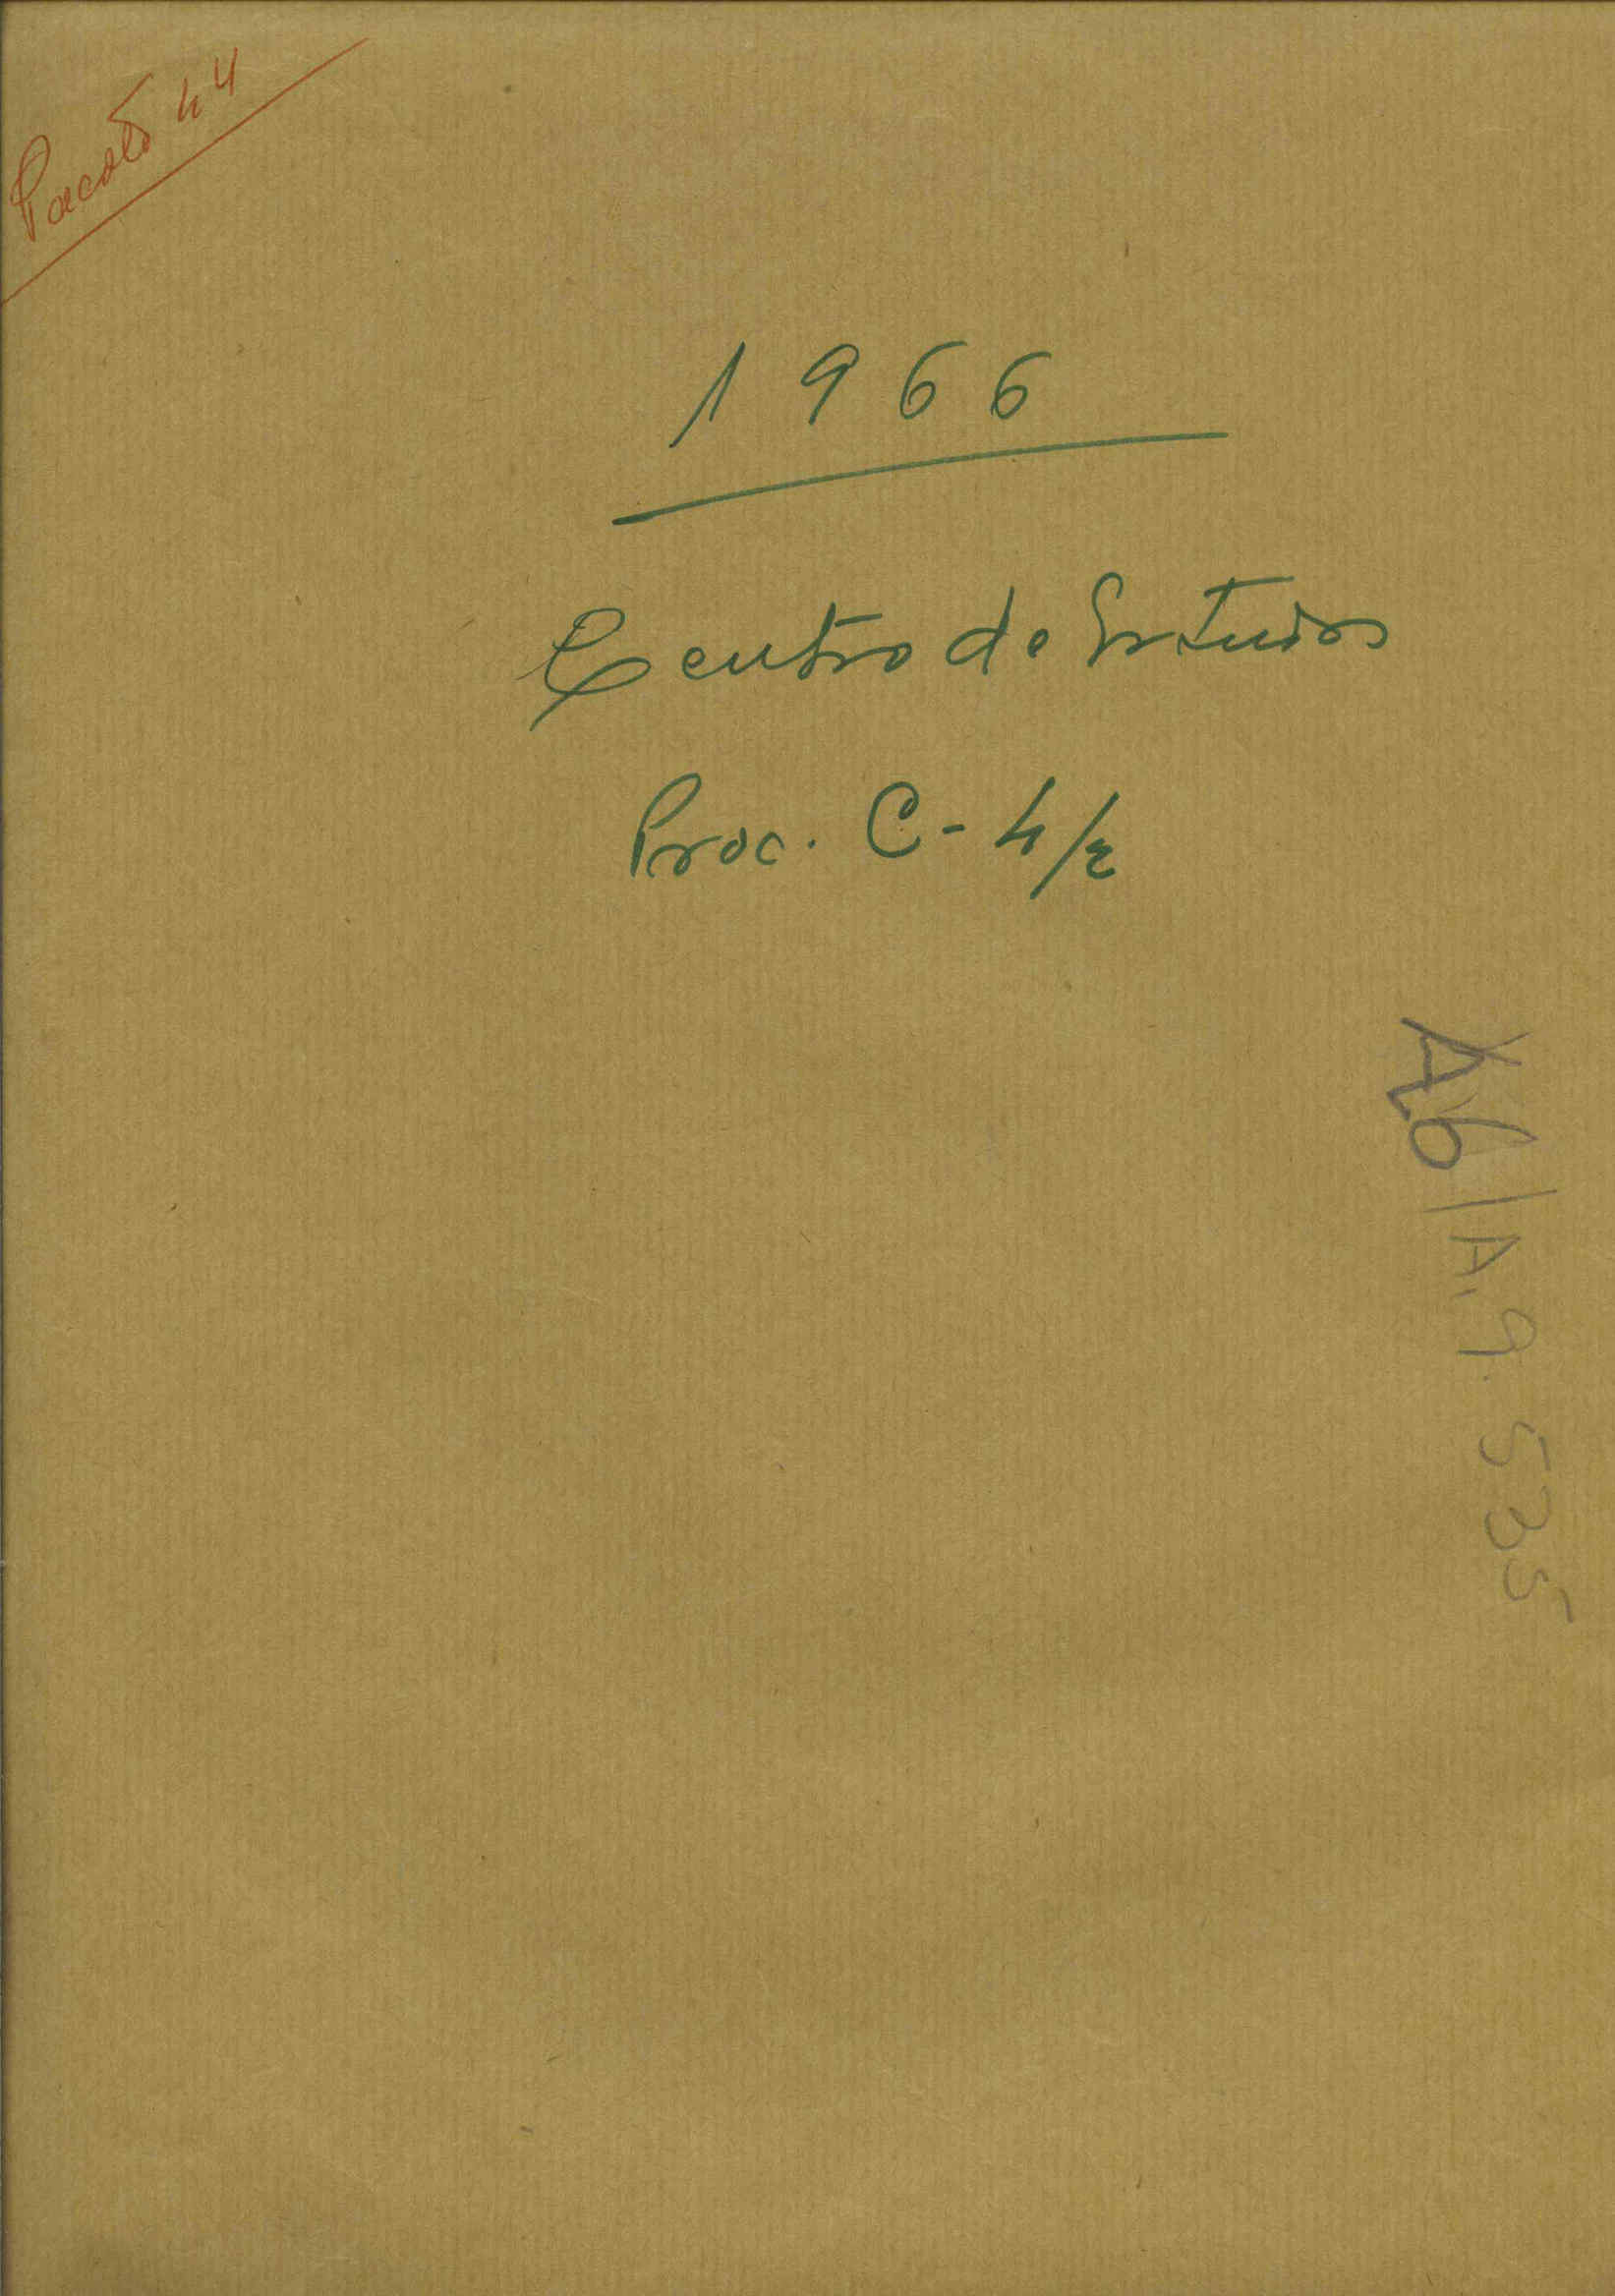 Pacote 44
1966
Centro de Estudos
Proc. C-4/2
A6/A.9. 535